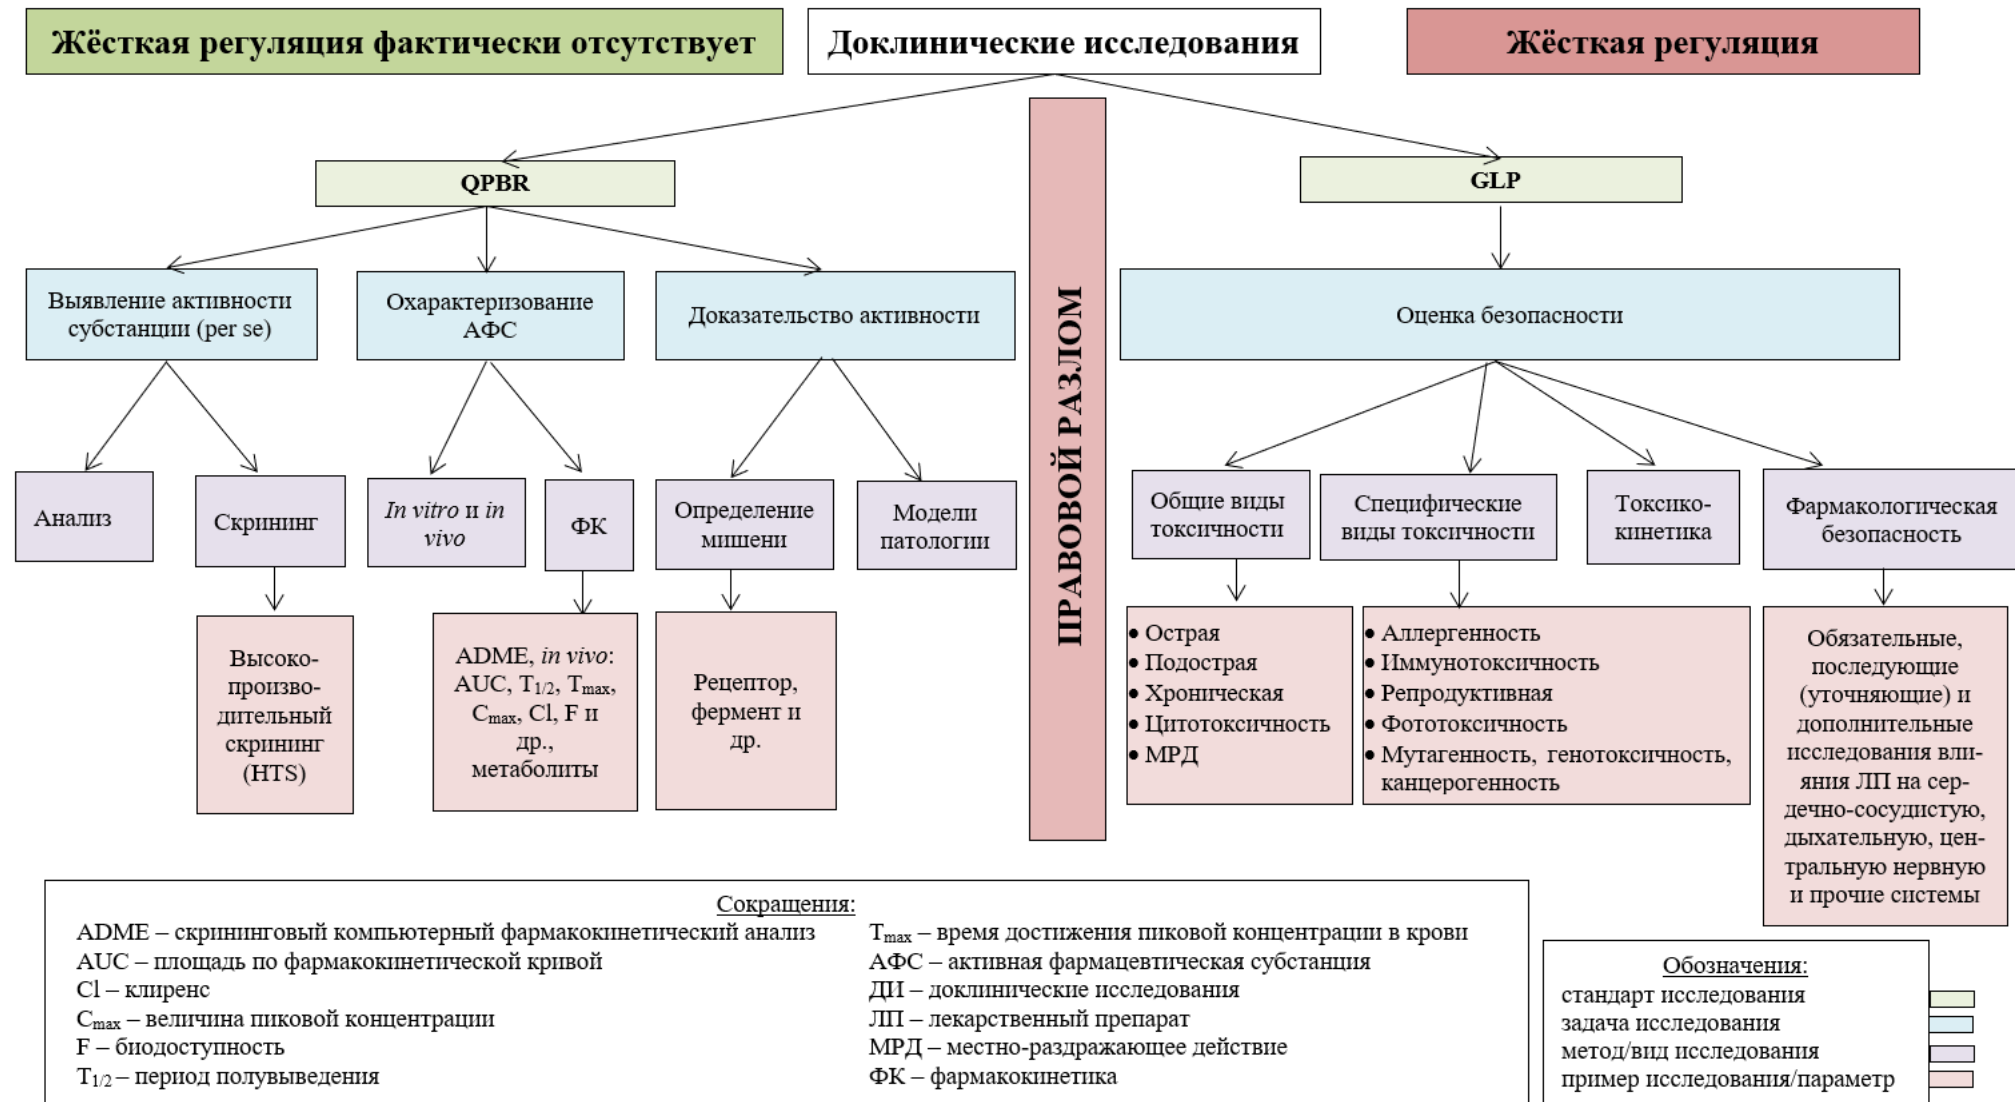 Жёсткая регуляция фактически отсутствует
Доклинические исследования
Жёсткая регуляция
QPBR
GLP
ПРАВОВОЙ РАЗЛОМ
Выявление активности
субстанции (per se)
Охарактеризование
АФС
Доказательство активности
Оценка безопасности
Анализ
Скрининг
In vitro и in
vivo
ФК
Определение
мишени
Модели
патологии
Общие виды
токсичности
Специфические
виды токсичности
Токсико-
кинетика
Фармакологическая
безопасность
Высоко-
произво-
дительный
скрининг
(HTS)
ADME, in vivo:
AUC, T1/2, Tmax,
Cmax, Cl, F и
др.,
метаболиты
Рецептор,
фермент и
др.
• Острая
• Подострая
• Хроническая
• Цитотоксичность
• МРД
• Аллергенность
• Иммунотоксичность
• Репродуктивная
• Фототоксичность
• Мутагенность, генотоксичность,
канцерогенность
Обязательные,
последующие
(уточняющие) и
дополнительные
исследования вли-
яния ЛП на сер-
дечно-сосудистую,
дыхательную, цен-
тральную нервную
и прочие системы
Сокращения:
ADME – скрининговый компьютерный фармакокинетический анализ
AUC – площадь по фармакокинетической кривой
Cl – клиренс
Cmax – величина пиковой концентрации
F – биодоступность
T1/2 – период полувыведения
Tmax – время достижения пиковой концентрации в крови
АФС – активная фармацевтическая субстанция
ДИ – доклинические исследования
ЛП – лекарственный препарат
МРД – местно-раздражающее действие
ФК – фармакокинетика
Обозначения:
стандарт исследования
задача исследования
метод/вид исследования
пример исследования/параметр